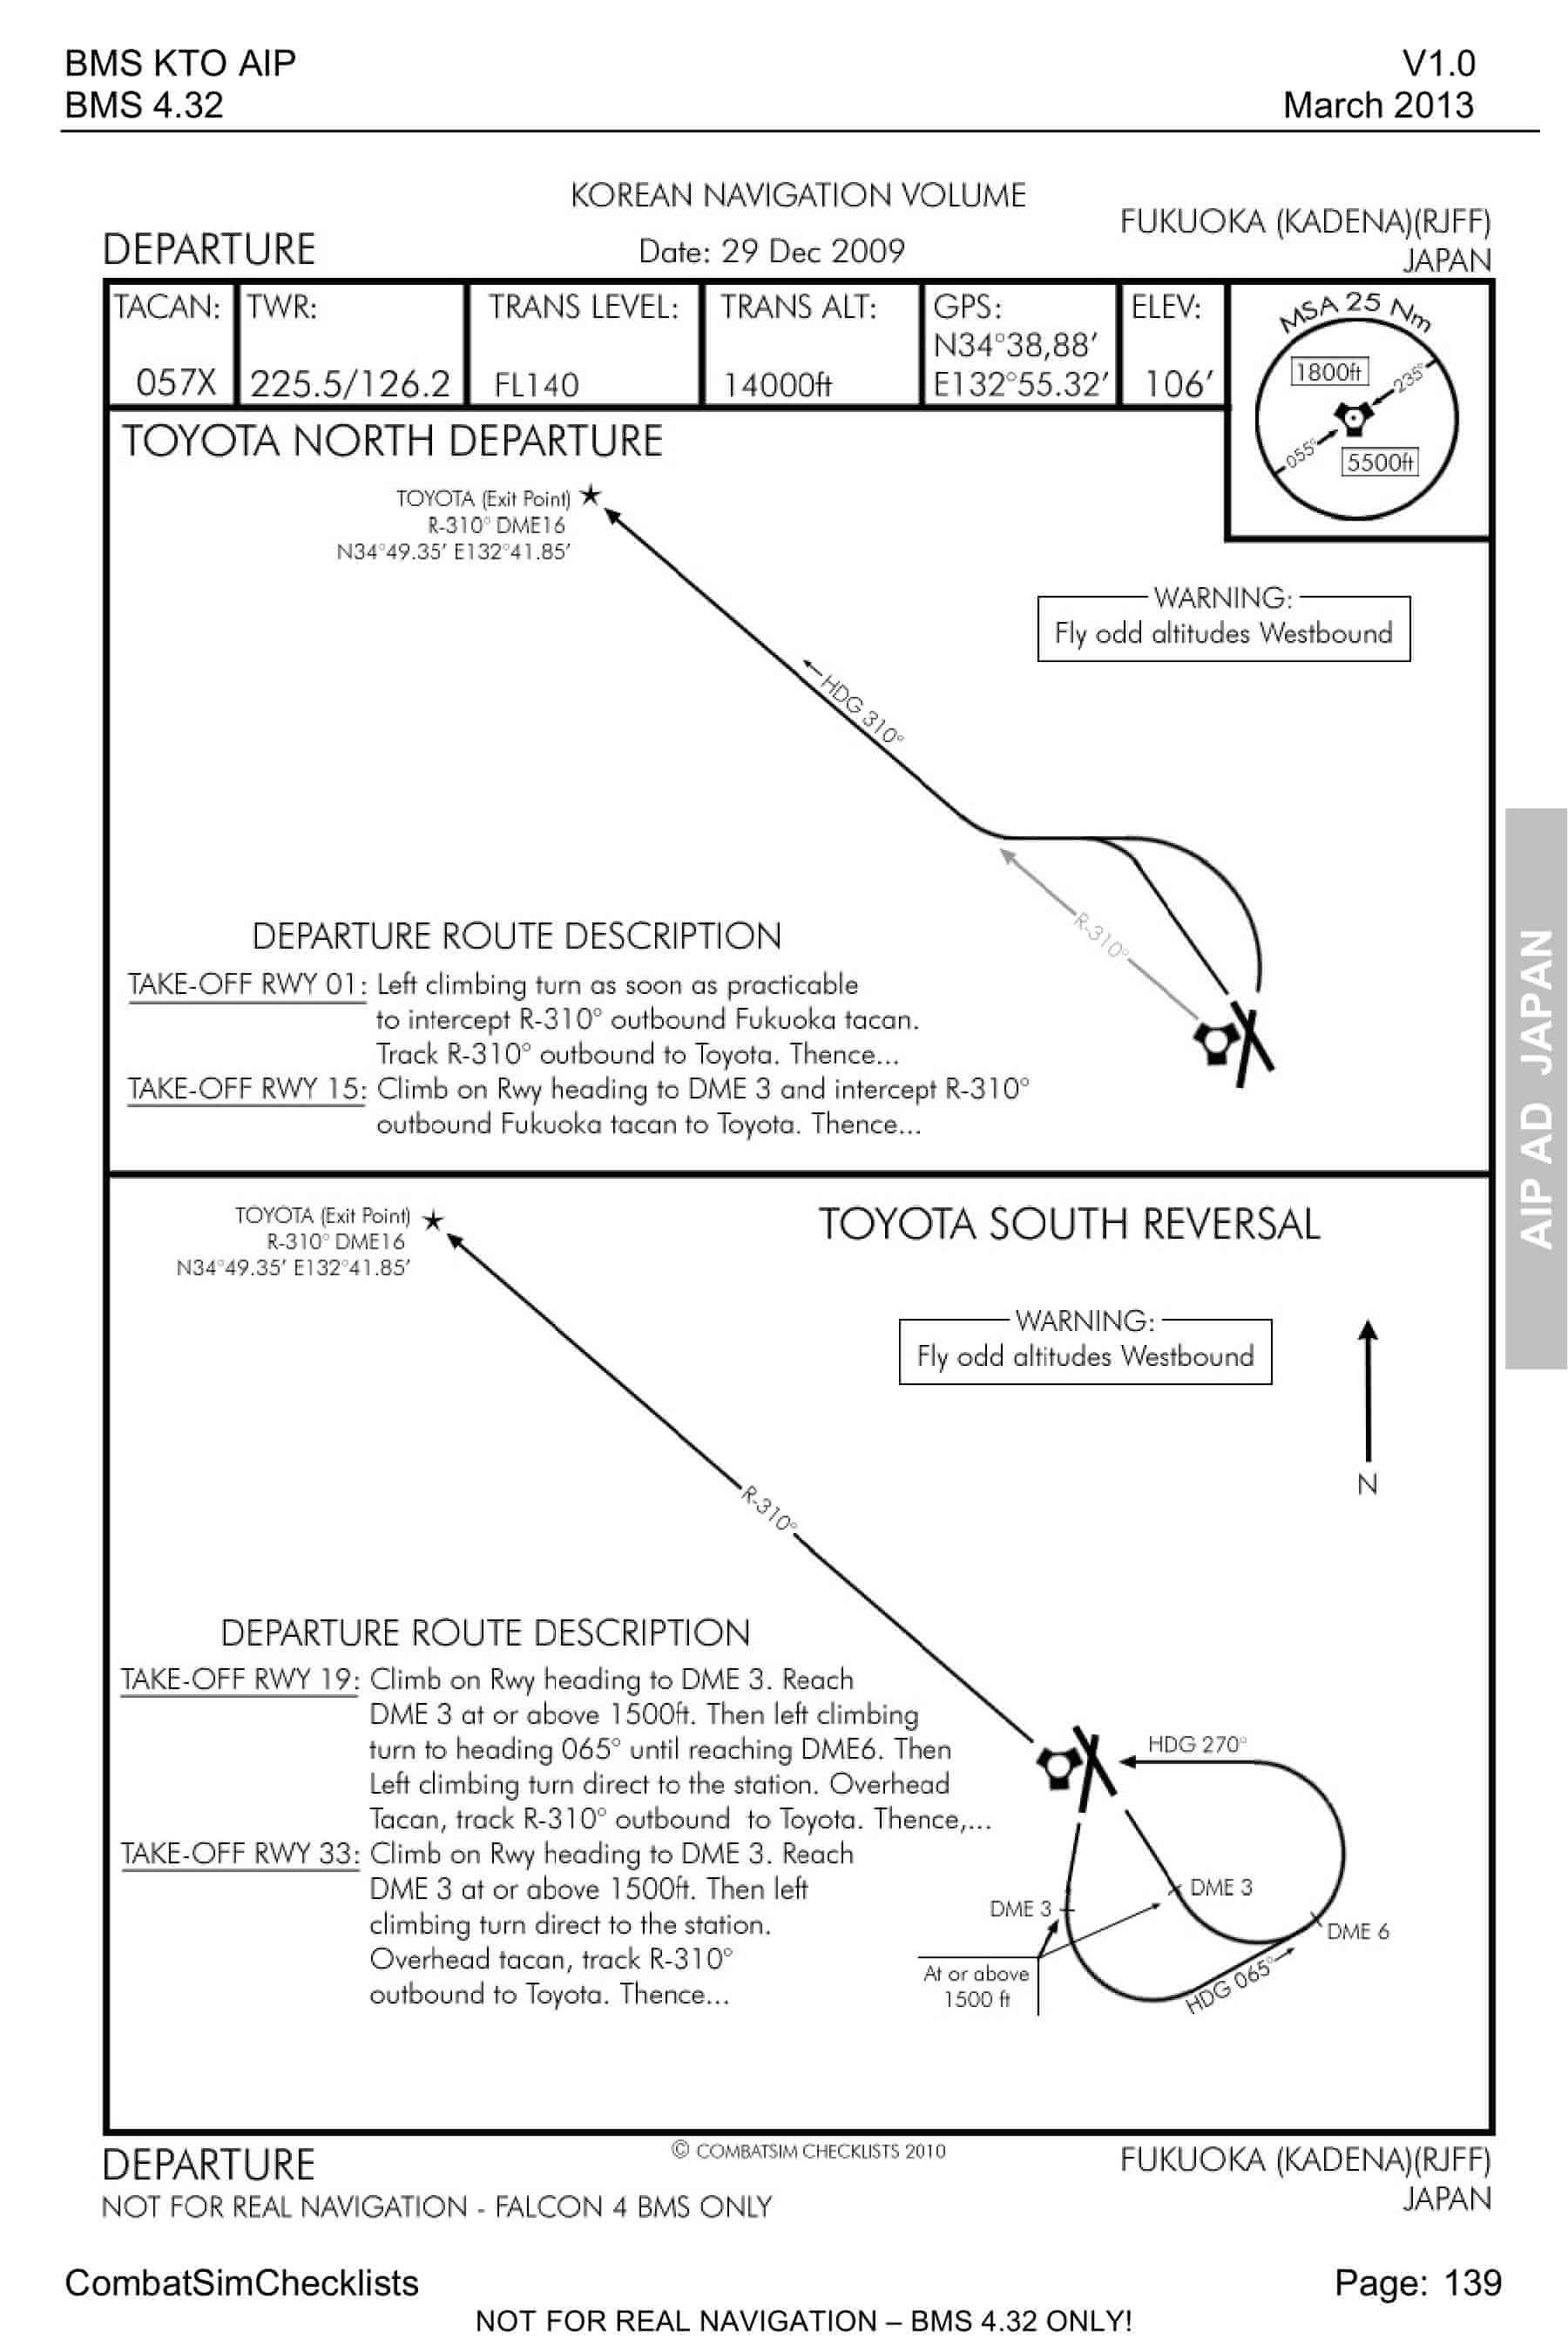 BMS KTO AIP
V1.0
BMS 4.32
March 2013
KOREAN NAVIGATION VOLUME
FUKUOKA (KADENA)(RJFF)
DEPARTURE
Date: 29 Dec 2009
JAPAN
TACAN:
057X
TWR:
225.5/126.2
TRANS LEVEL:
FL140
TRANS ALT:
14000ft
GPS:
N34°38,88’
E132°55.32’
ELEV:
106’
MSA 25 Nm
1800ft
235°
055°
5500ft
TOYOTA NORTH DEPARTURE
TOYOTA (Exit Point)
R-310° DME16
N34°49.35’ E132°41.85’
WARNING:
Fly odd altitudes Westbound
HDG 310°
R-310°
DEPARTURE ROUTE DESCRIPTION
TAKE-OFF RWY 01: Left climbing turn as soon as practicable
to intercept R-310° outbound Fukuoka tacan.
Track R-310° outbound to Toyota. Thence...
TAKE-OFF RWY 15: Climb on Rwy heading to DME 3 and intercept R-310°
outbound Fukuoka tacan to Toyota. Thence...
AIP AD JAPAN
TOYOTA (Exit Point)
R-310° DME16
N34°49.35’ E132°41.85’
TOYOTA SOUTH REVERSAL
WARNING:
Fly odd altitudes Westbound
N
R-310°
DEPARTURE ROUTE DESCRIPTION
TAKE-OFF RWY 19: Climb on Rwy heading to DME 3. Reach
DME 3 at or above 1500ft. Then left climbing
turn to heading 065° until reaching DME6. Then
Left climbing turn direct to the station. Overhead
Tacan, track R-310° outbound to Toyota. Thence,...
TAKE-OFF RWY 33: Climb on Rwy heading to DME 3. Reach
DME 3 at or above 1500ft. Then left
climbing turn direct to the station.
Overhead tacan, track R-310°
outbound to Toyota. Thence...
HDG 270°
DME 3
DME 3
DME 6
HDG 065°
At or above
1500 ft
DEPARTURE
© COMBATSIM CHECKLISTS 2010
FUKUOKA (KADENA)(RJFF)
NOT FOR REAL NAVIGATION - FALCON 4 BMS ONLY
JAPAN
CombatSimChecklists
Page: 139
NOT FOR REAL NAVIGATION – BMS 4.32 ONLY!